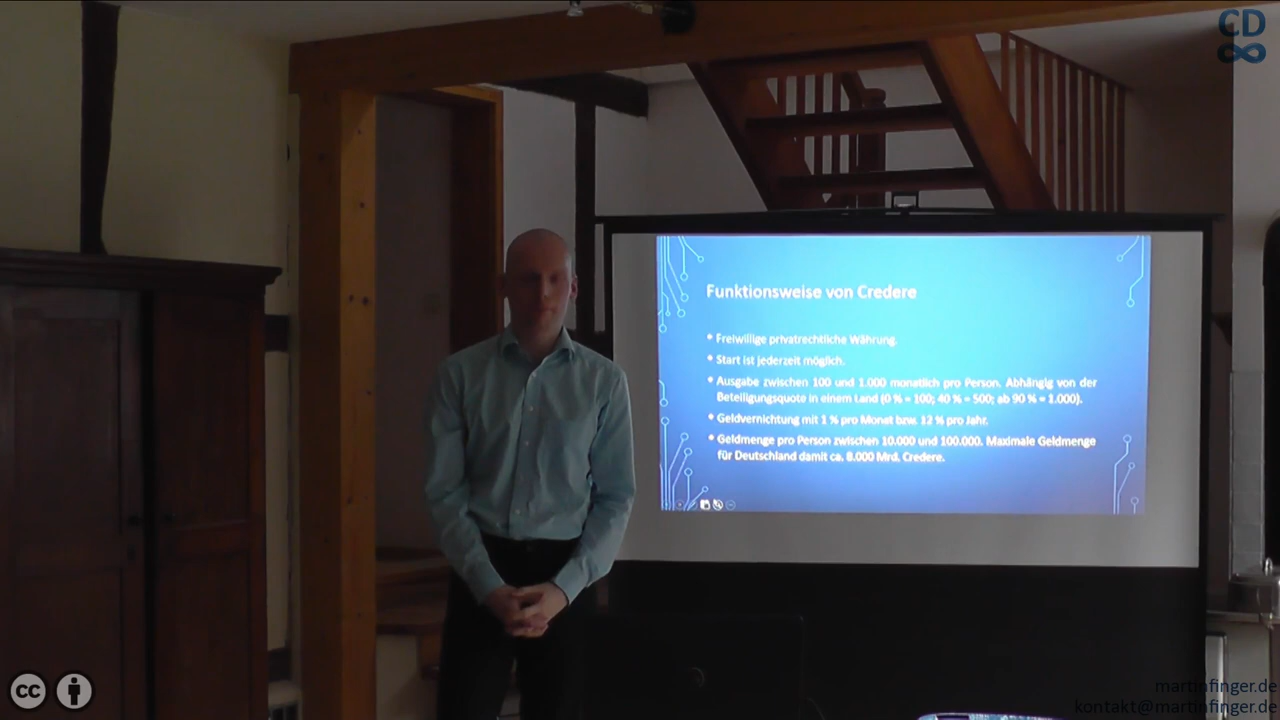 CD
Funktionsweise von Credere
• Freiwillige privatrechtliche Währung.
• Start ist jederzeit möglich.
• Ausgabe zwischen 100 und 1.000 monatlich pro Person. Abhängig von der
Beteiligungsquote in einem Land (0 % = 100; 40 % = 500; ab 90 % = 1.000).
• Geldvernichtung mit 1 % pro Monat bzw. 12 % pro Jahr.
• Geldmenge pro Person zwischen 10.000 und 100.000. Maximale Geldmenge
für Deutschland damit ca. 8.000 Mrd. Credere.
cc
martinfinger.de
kontakt@martinfinger.de